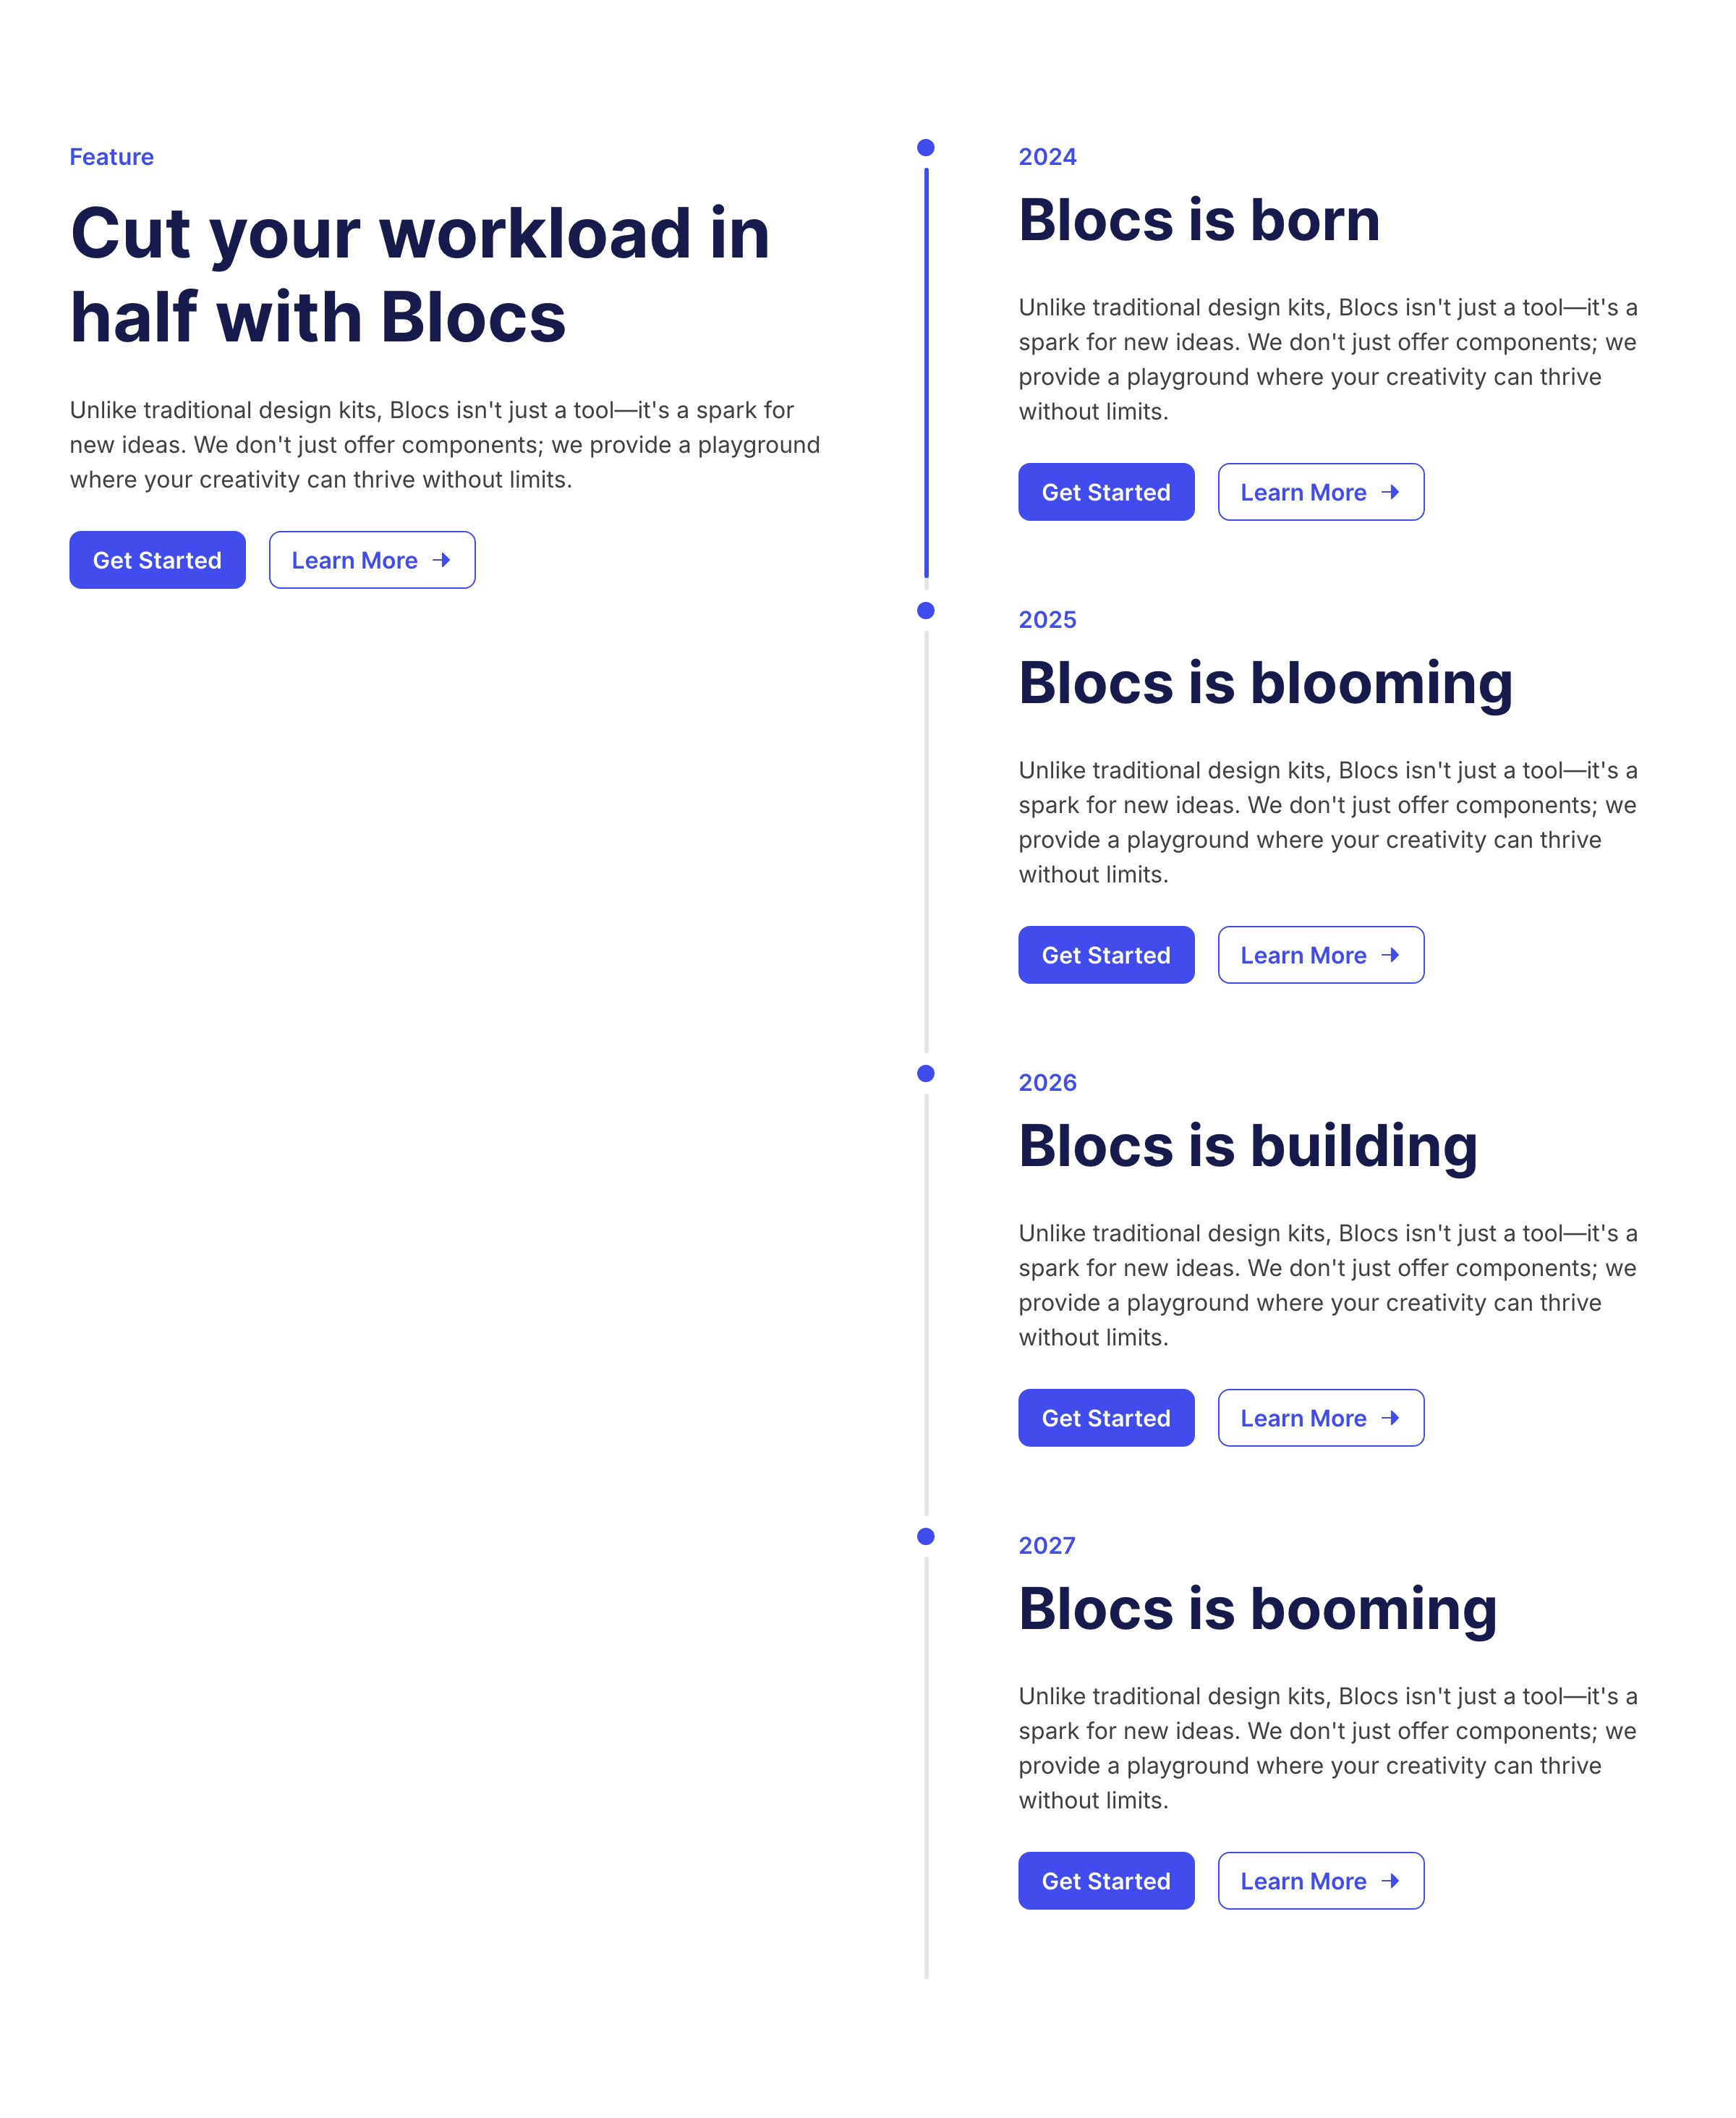 Feature
Cut your workload in
half with Blocs
Unlike traditional design kits, Blocs isn't just a tool—it's a spark for
new ideas. We don't just offer components; we provide a playground
where your creativity can thrive without limits.
Get Started
Learn More
2024
Blocs is born
Unlike traditional design kits, Blocs isn't just a tool—it's a
spark for new ideas. We don't just offer components; we
provide a playground where your creativity can thrive
without limits.
Get Started
Learn More
2025
Blocs is blooming
Unlike traditional design kits, Blocs isn't just a tool—it's a
spark for new ideas. We don't just offer components; we
provide a playground where your creativity can thrive
without limits.
Get Started
Learn More
2026
Blocs is building
Unlike traditional design kits, Blocs isn't just a tool—it's a
spark for new ideas. We don't just offer components; we
provide a playground where your creativity can thrive
without limits.
Get Started
Learn More
2027
Blocs is booming
Unlike traditional design kits, Blocs isn't just a tool—it's a
spark for new ideas. We don't just offer components; we
provide a playground where your creativity can thrive
without limits.
Get Started
Learn More